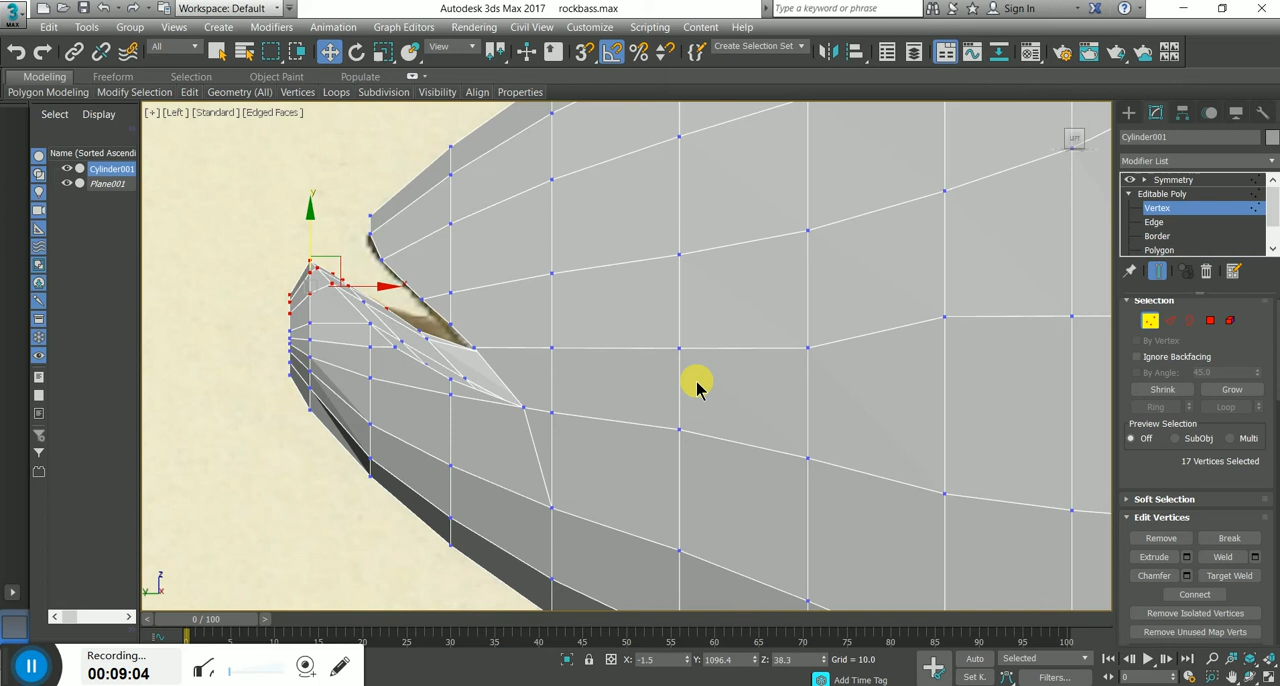 3
MAX
Workspace: Default
Autodesk 3ds Max 2017    rockbass.max
Type a keyword or phrase
Sign In
Edit Tools Group Views Create Modifiers Animation Graph Editors Rendering Civil View Customize Scripting Content Help
All
View
Create Selection Set
Modeling Freeform Selection Object Paint Populate
Polygon Modeling Modify Selection Edit Geometry (All) Vertices Loops Subdivision Visibility Align Properties
Select Display
Name (Sorted Ascendi
Cylinder001
Plane001
[+] [Left] [Standard] [Edged Faces]
y
z
y x
Cylinder001
Modifier List
Symmetry
Editable Poly
Vertex
Edge
Border
Polygon
Selection
By Vertex
Ignore Backfacing
By Angle: 45.0
Shrink Grow
Ring Loop
Preview Selection
Off SubObj Multi
17 Vertices Selected
Soft Selection
Edit Vertices
Remove Break
Extrude Weld
Chamfer Target Weld
Connect
Remove Isolated Vertices
Remove Unused Map Verts
0 / 100
0 5 10 15 20 25 30 35 40 45 50 55 60 65 70 75 80 85 90 95 100
Recording...
00:09:04
X: -1.5 Y: 1096.4 Z: 38.3 Grid = 10.0
Add Time Tag
Auto Selected
Set K. Filters...
0